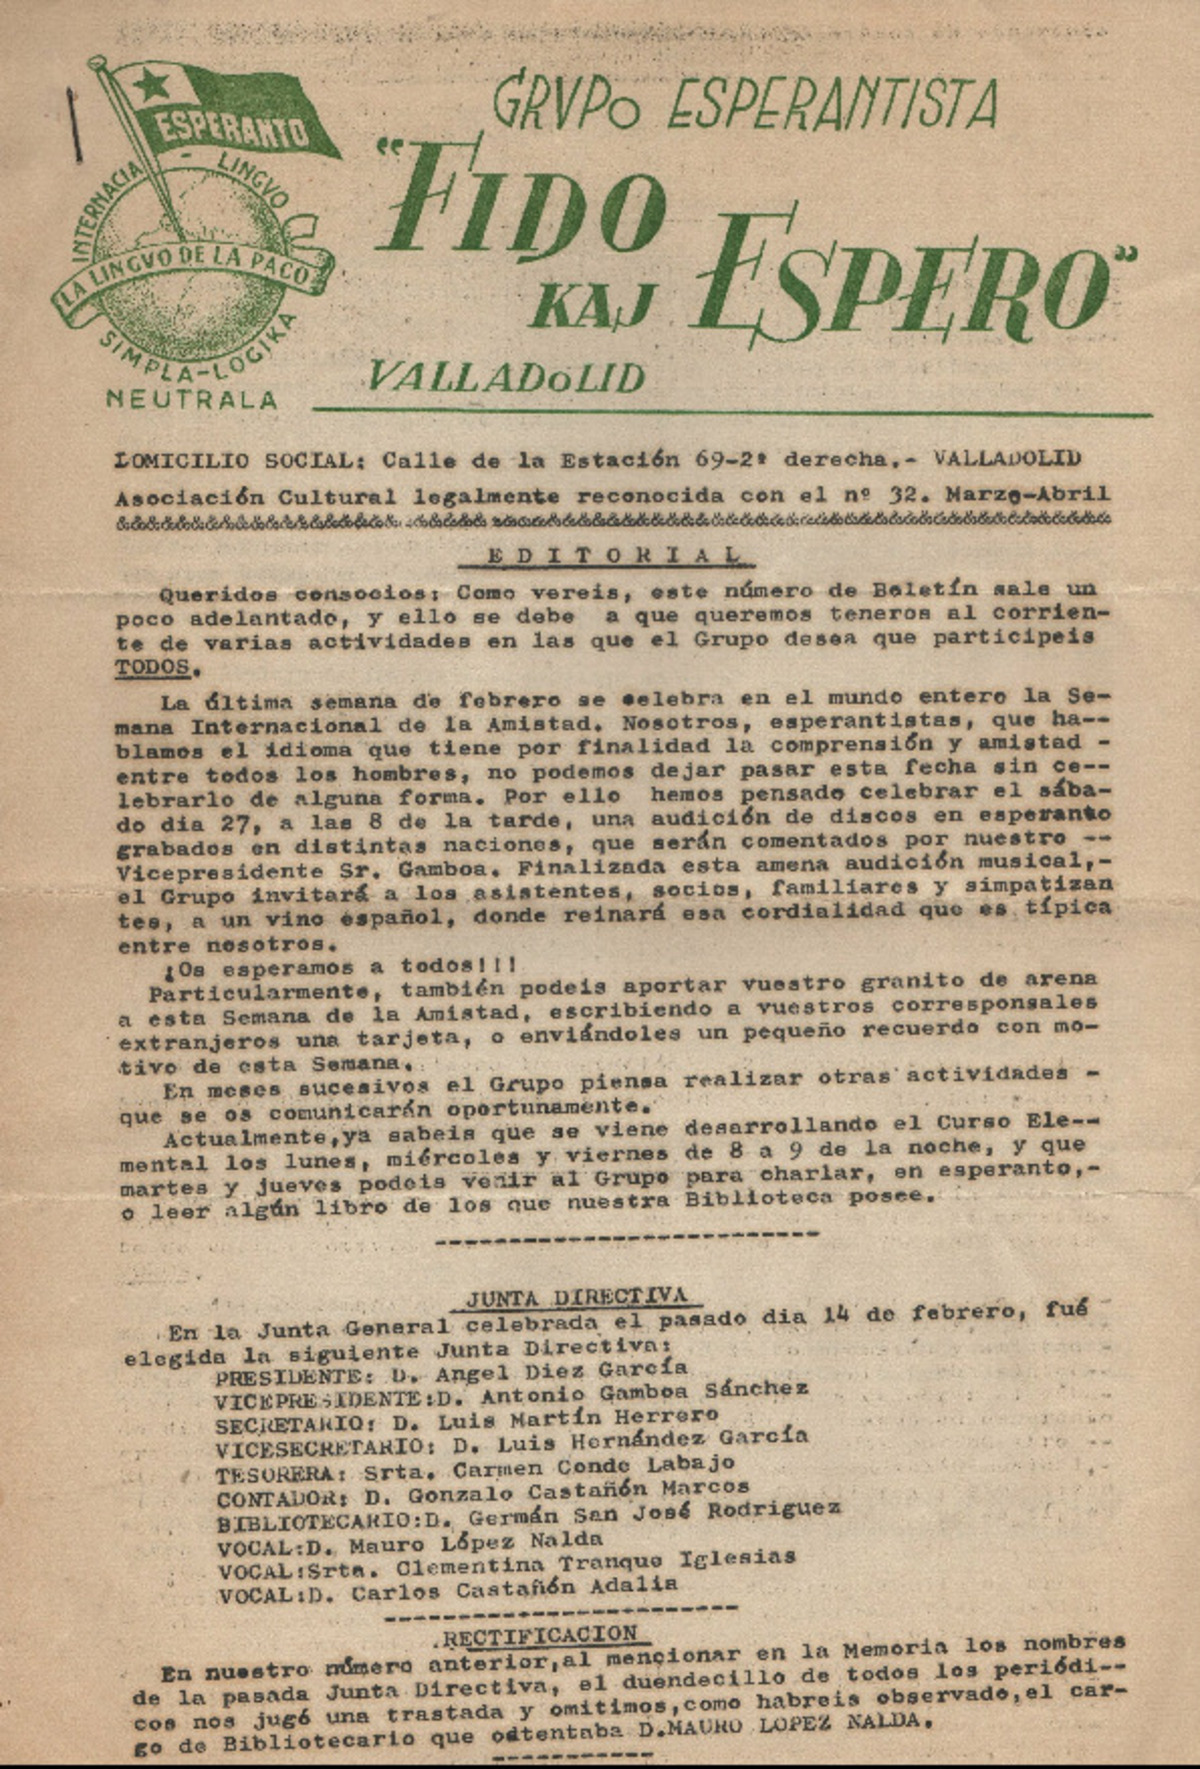 GRUPO ESPERANTISTA
"FIDO
KAJ ESPERO"
VALLADOLID
ESPERANTO
INTERNACIA - LINGVO
LA LINGVO DE LA PACO
SIMPLA-LOGIKA
NEUTRALA
DOMICILIO SOCIAL: Calle de la Estación 69-2º derecha.- VALLADOLID
Asociación Cultural legalmente reconocida con el nº 32. Marzo-Abril
E D I T O R I A L
Queridos consocios: Como vereis, este número de Boletín sale un
poco adelantado, y ello se debe a que queremos teneros al corrien-
te de varias actividades en las que el Grupo desea que participeis
TODOS.
La última semana de febrero se selebra en el mundo entero la Se-
mana Internacional de la Amistad. Nosotros, esperantistas, que ha--
blamos el idioma que tiene por finalidad la comprensión y amistad -
entre todos los hombres, no podemos dejar pasar esta fecha sin ce--
lebrarlo de alguna forma. Por ello hemos pensado celebrar el sába-
do dia 27, a las 8 de la tarde, una audición de discos en esperanto
grabados en distintas naciones, que serán comentados por nuestro --
Vicepresidente Sr. Gamboa. Finalizada esta amena audición musical,-
el Grupo invitará a los asistentes, socios, familiares y simpatizan
tes, a un vino español, donde reinará esa cordialidad que es típica
entre nosotros.
¡Os esperamos a todos!!!
Particularmente, también podeis aportar vuestro granito de arena
a esta Semana de la Amistad, escribiendo a vuestros corresponsales
extranjeros una tarjeta, o enviándoles un pequeño recuerdo con mo-
tivo de esta Semana.
En meses sucesivos el Grupo piensa realizar otras actividades -
que se os comunicarán oportunamente.
Actualmente,ya sabeis que se viene desarrollando el Curso Ele--
mental los lunes, miércoles y viernes de 8 a 9 de la noche, y que
martes y jueves podeis venir al Grupo para charlar, en esperanto,-
o leer algún libro de los que nuestra Biblioteca posee.
--------------------------
JUNTA DIRECTIVA
En la Junta General celebrada el pasado dia 14 de febrero, fué
elegida la siguiente Junta Directiva:
PRESIDENTE: D. Angel Diez García
VICEPRESIDENTE:D. Antonio Gamboa Sánchez
SECRETARIO: D. Luis Martín Herrero
VICESECRETARIO: D. Luis Hernández García
TESORERA: Srta. Carmen Conde Labajo
CONTADOR: D. Gonzalo Castañón Marcos
BIBLIOTECARIO:D. Germán San José Rodriguez
VOCAL:D. Mauro López Nalda
VOCAL:Srta. Clementina Tranque Iglesias
VOCAL:D. Carlos Castañón Adalia
------------------------
RECTIFICACION
En nuestro número anterior,al mencionar en la Memoria los nombres
de la pasada Junta Directiva, el duendecillo de todos los periódi--
cos nos jugó una trastada y omitimos,como habreis observado,el car-
go de Bibliotecario que ostentaba D.MAURO LOPEZ NALDA.
-----------